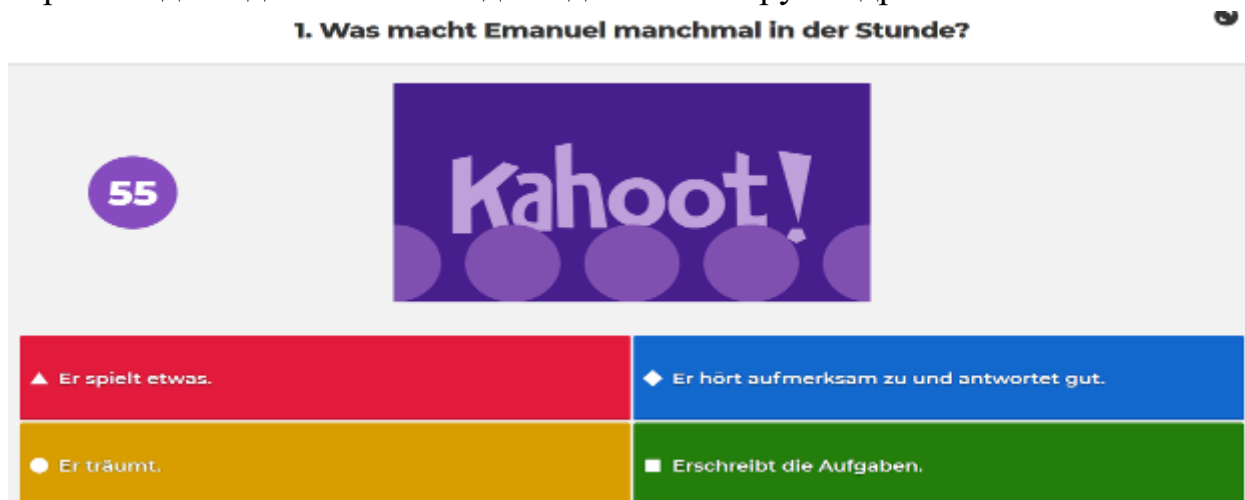 1. Was macht Emanuel manchmal in der Stunde?
55
Kahoot!
Er spielt etwas.
Er hört aufmerksam zu und antwortet gut.
Er träumt.
Erschreibt die Aufgaben.